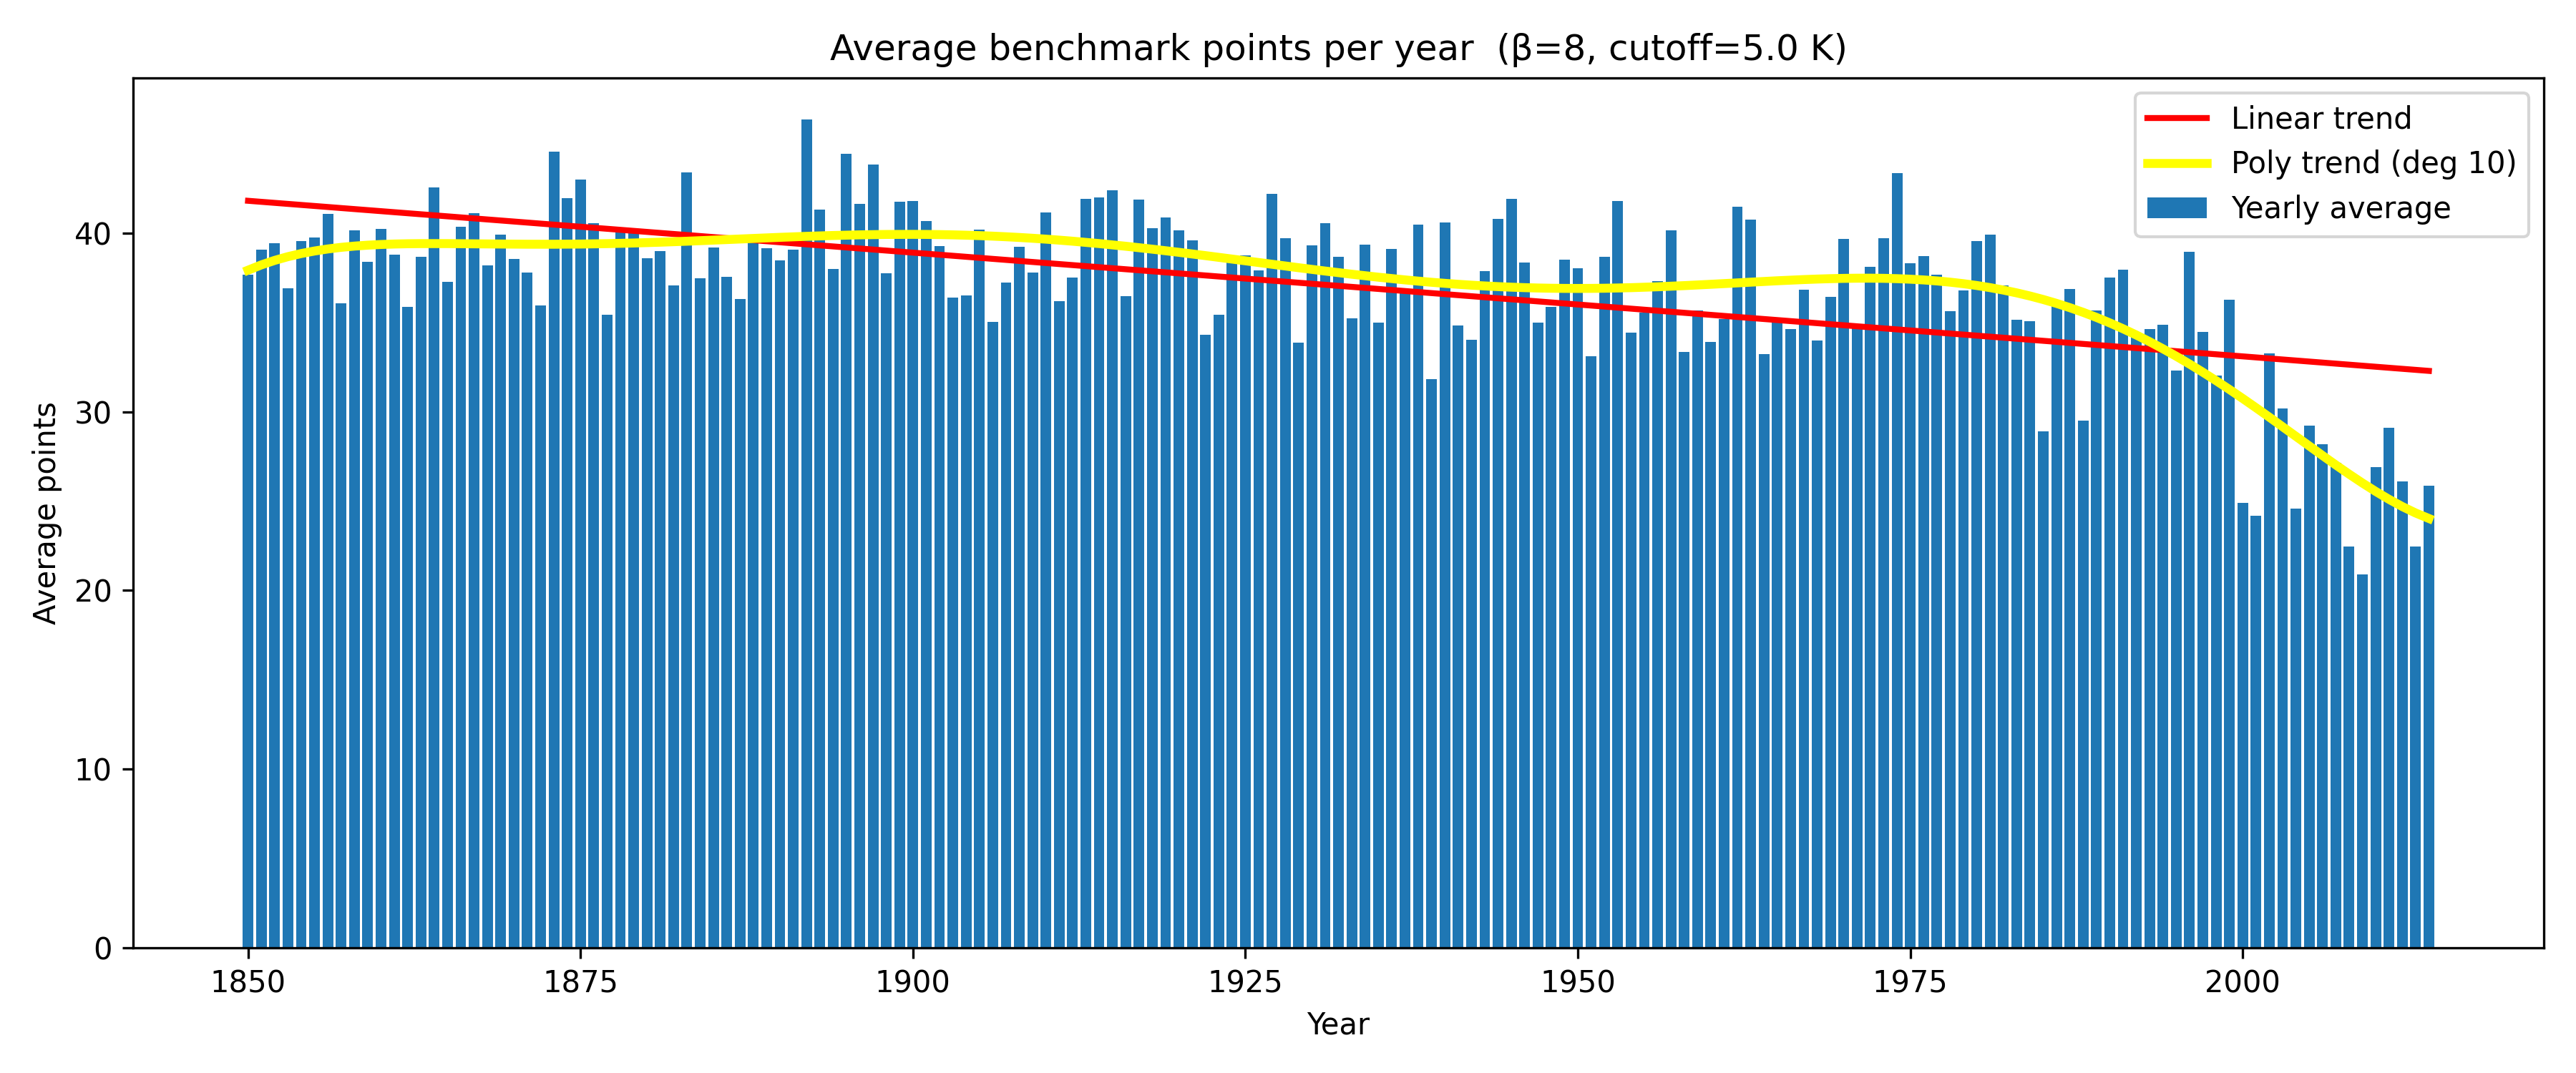 Average benchmark points per year (β=8, cutoff=5.0 K)
Linear trend
Poly trend (deg 10)
Yearly average
Average points
40
30
20
10
0
1850 1875 1900 1925 1950 1975 2000
Year